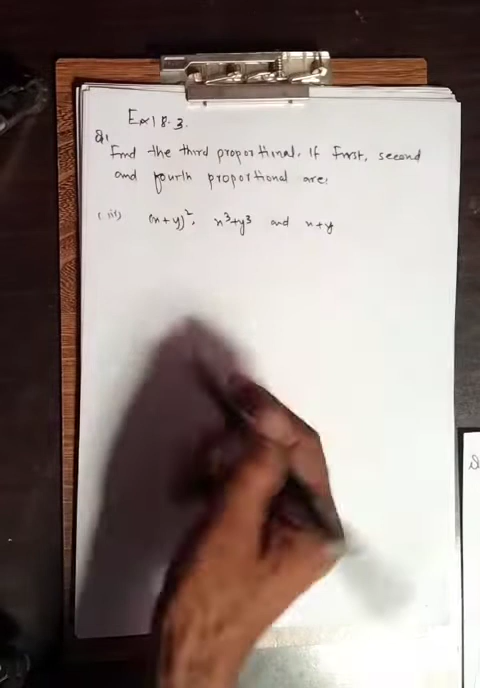 Ex 18.3.
Q1
Find the third proportional. If First, second
and fourth proportional are:
(iii) (x+y)², x³+y³ and x+y